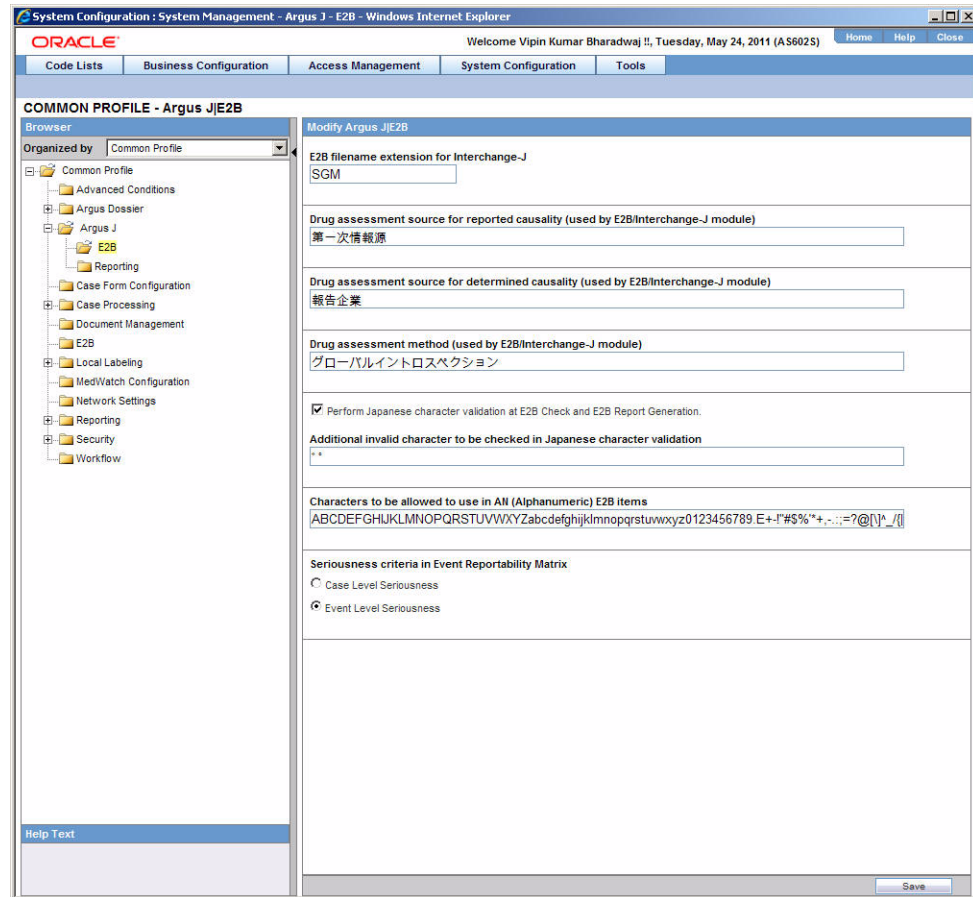 System Configuration : System Management - Argus J - E2B - Windows Internet Explorer
ORACLE
Welcome Vipin Kumar Bharadwaj !!, Tuesday, May 24, 2011 (AS602S)
Home Help Close
Code Lists Business Configuration Access Management System Configuration Tools
COMMON PROFILE - Argus J|E2B
Browser
Organized by Common Profile
Common Profile
Advanced Conditions
Argus Dossier
Argus J
E2B
Reporting
Case Form Configuration
Case Processing
Document Management
E2B
Local Labeling
MedWatch Configuration
Network Settings
Reporting
Security
Workflow
Help Text
Modify Argus J|E2B
E2B filename extension for Interchange-J
SGM
Drug assessment source for reported causality (used by E2B/Interchange-J module)
第一次情報源
Drug assessment source for determined causality (used by E2B/Interchange-J module)
報告企業
Drug assessment method (used by E2B/Interchange-J module)
グローバルイントロスペクション
Perform Japanese character validation at E2B Check and E2B Report Generation.
Additional invalid character to be checked in Japanese character validation
Characters to be allowed to use in AN (Alphanumeric) E2B items
ABCDEFGHIJKLMNOPQRSTUVWXYZabcdefghijklmnopqrstuvwxyz0123456789.E+-!"#$%'*+,-.:;=?@[\]^_/{|
Seriousness criteria in Event Reportability Matrix
Case Level Seriousness
Event Level Seriousness
Save